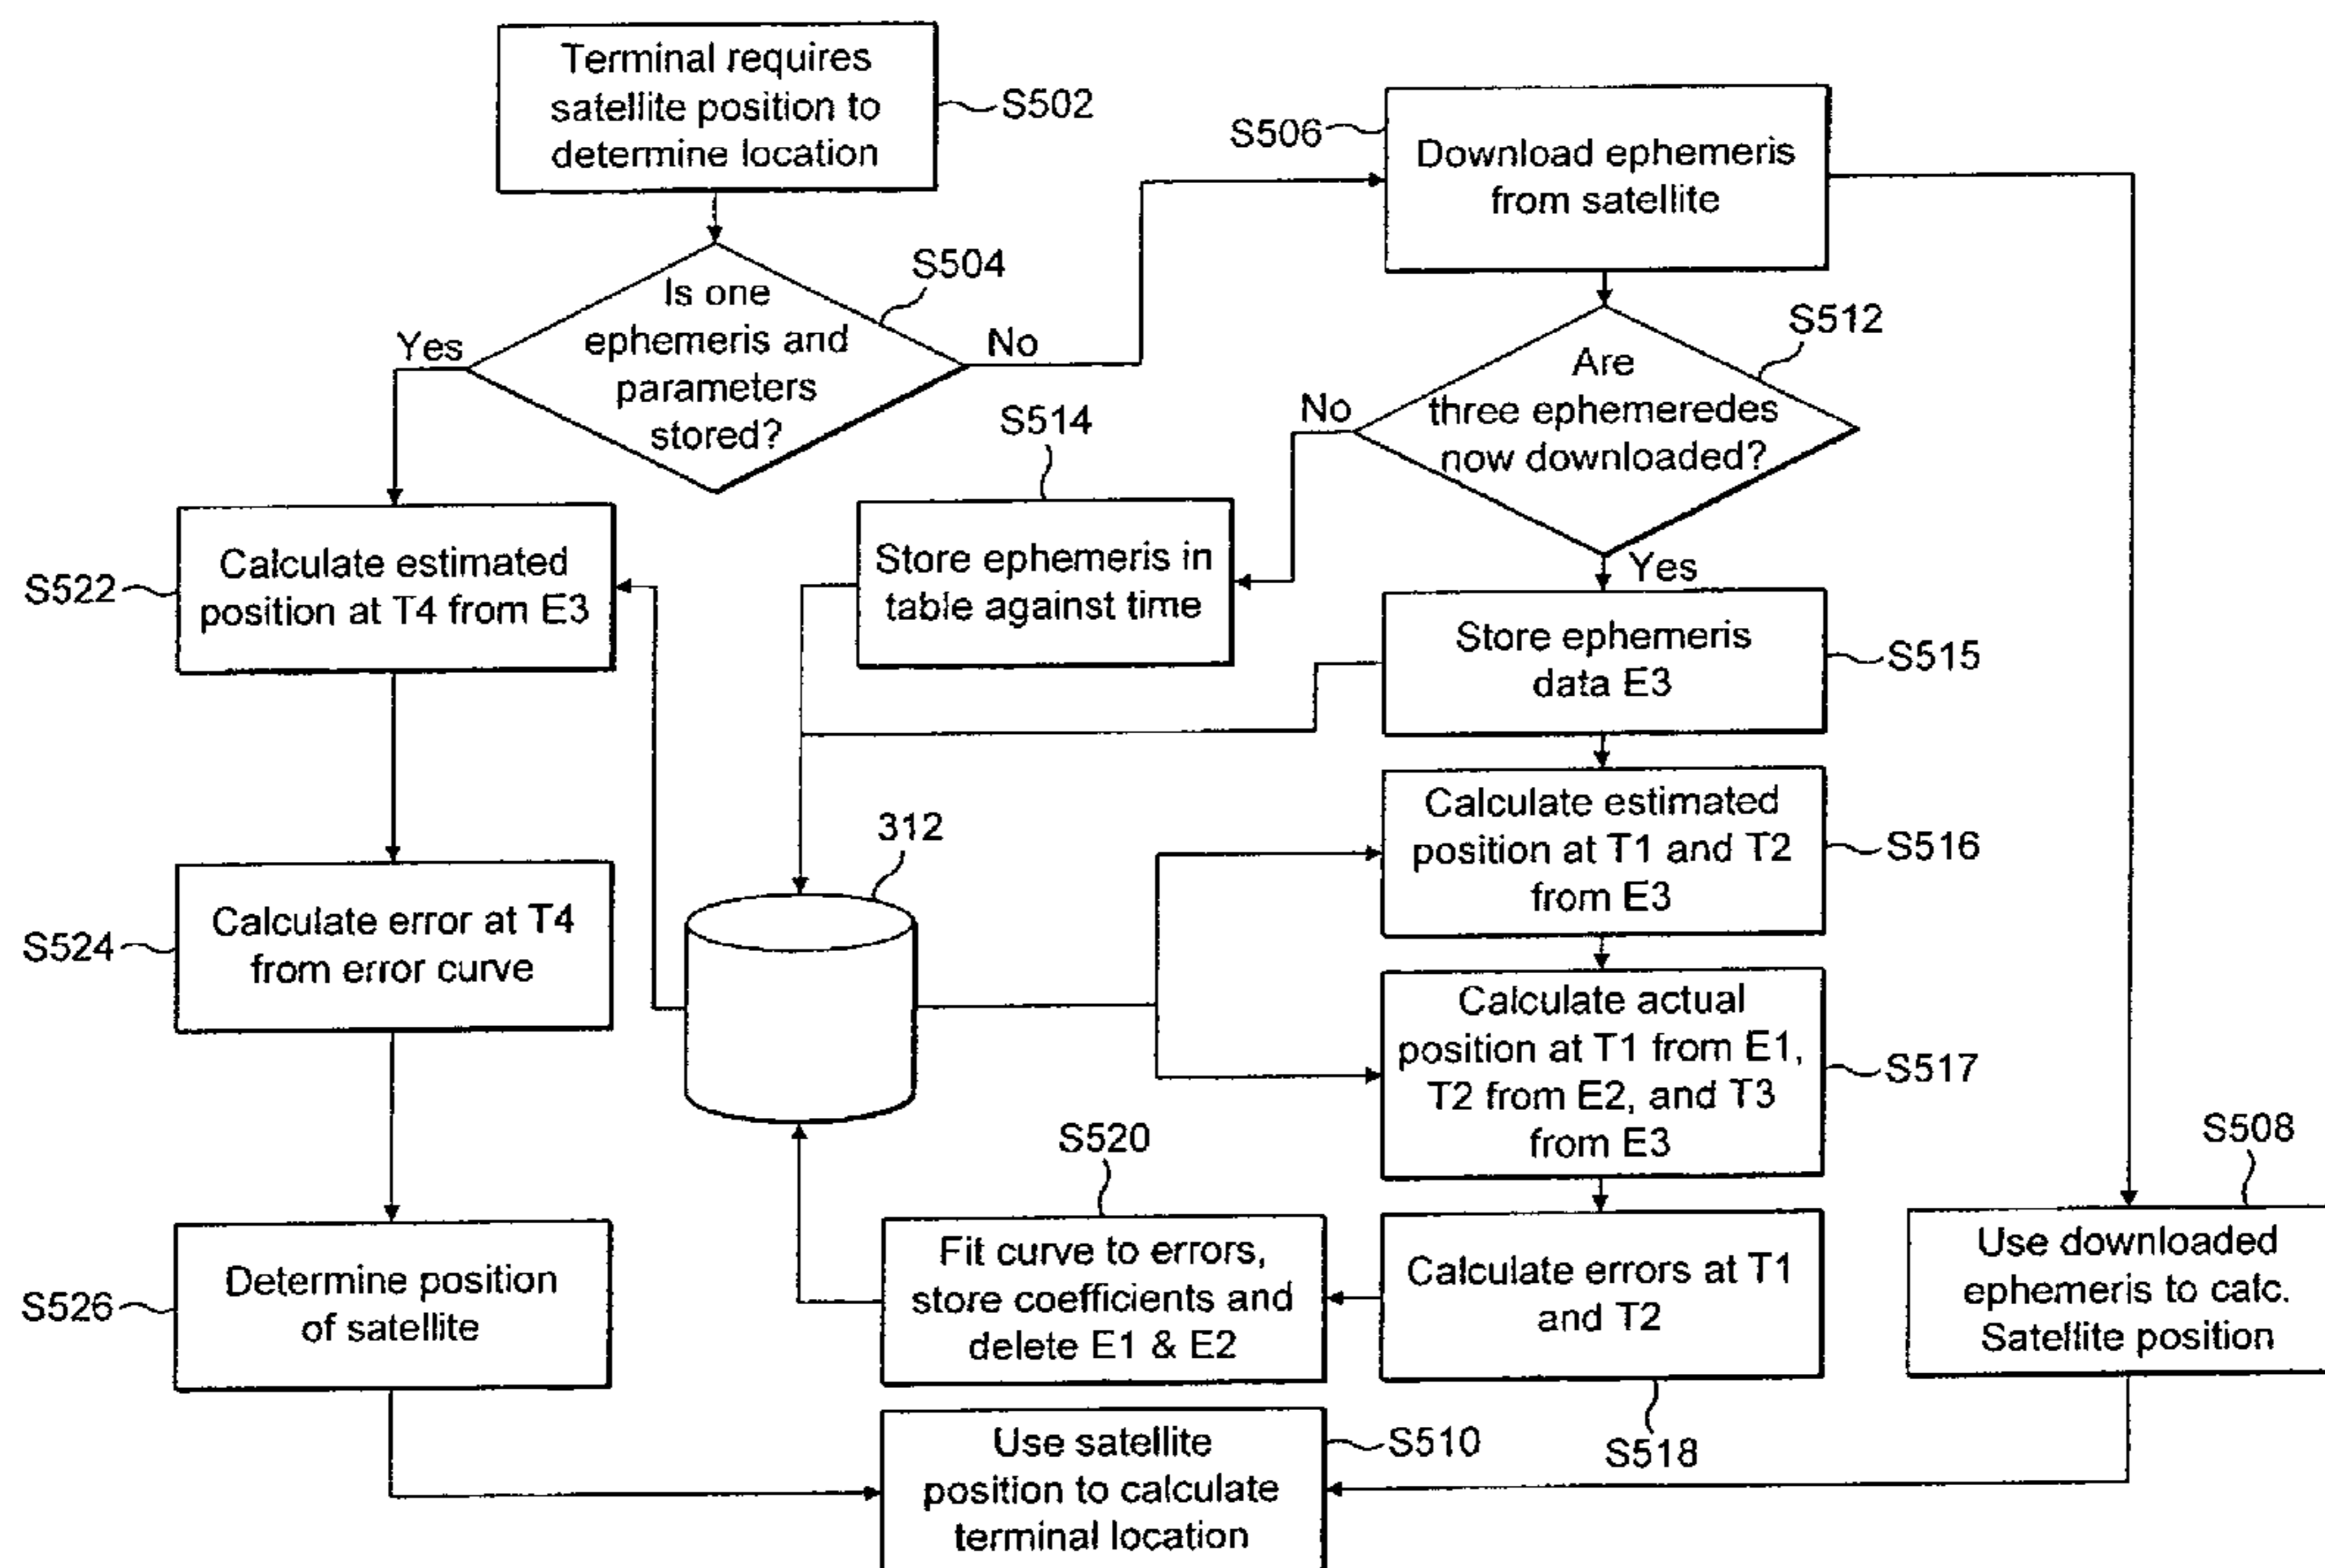 Terminal requires
satellite position to
determine location
S502
S506
Download ephemeris
from satellite
S504
Is one
ephemeris and
parameters
stored?
Yes
No
S512
Are
three ephemeredes
now downloaded?
No
Yes
S514
Store ephemeris in
table against time
S522
Calculate estimated
position at T4 from E3
Store ephemeris
data E3
S515
312
Calculate estimated
position at T1 and T2
from E3
S516
S524
Calculate error at T4
from error curve
Calculate actual
position at T1 from E1,
T2 from E2, and T3
from E3
S517
S520
Fit curve to errors,
store coefficients and
delete E1 & E2
Calculate errors at T1
and T2
S518
S508
Use downloaded
ephemeris to calc.
Satellite position
S526
Determine position
of satellite
Use satellite
position to calculate
terminal location
S510